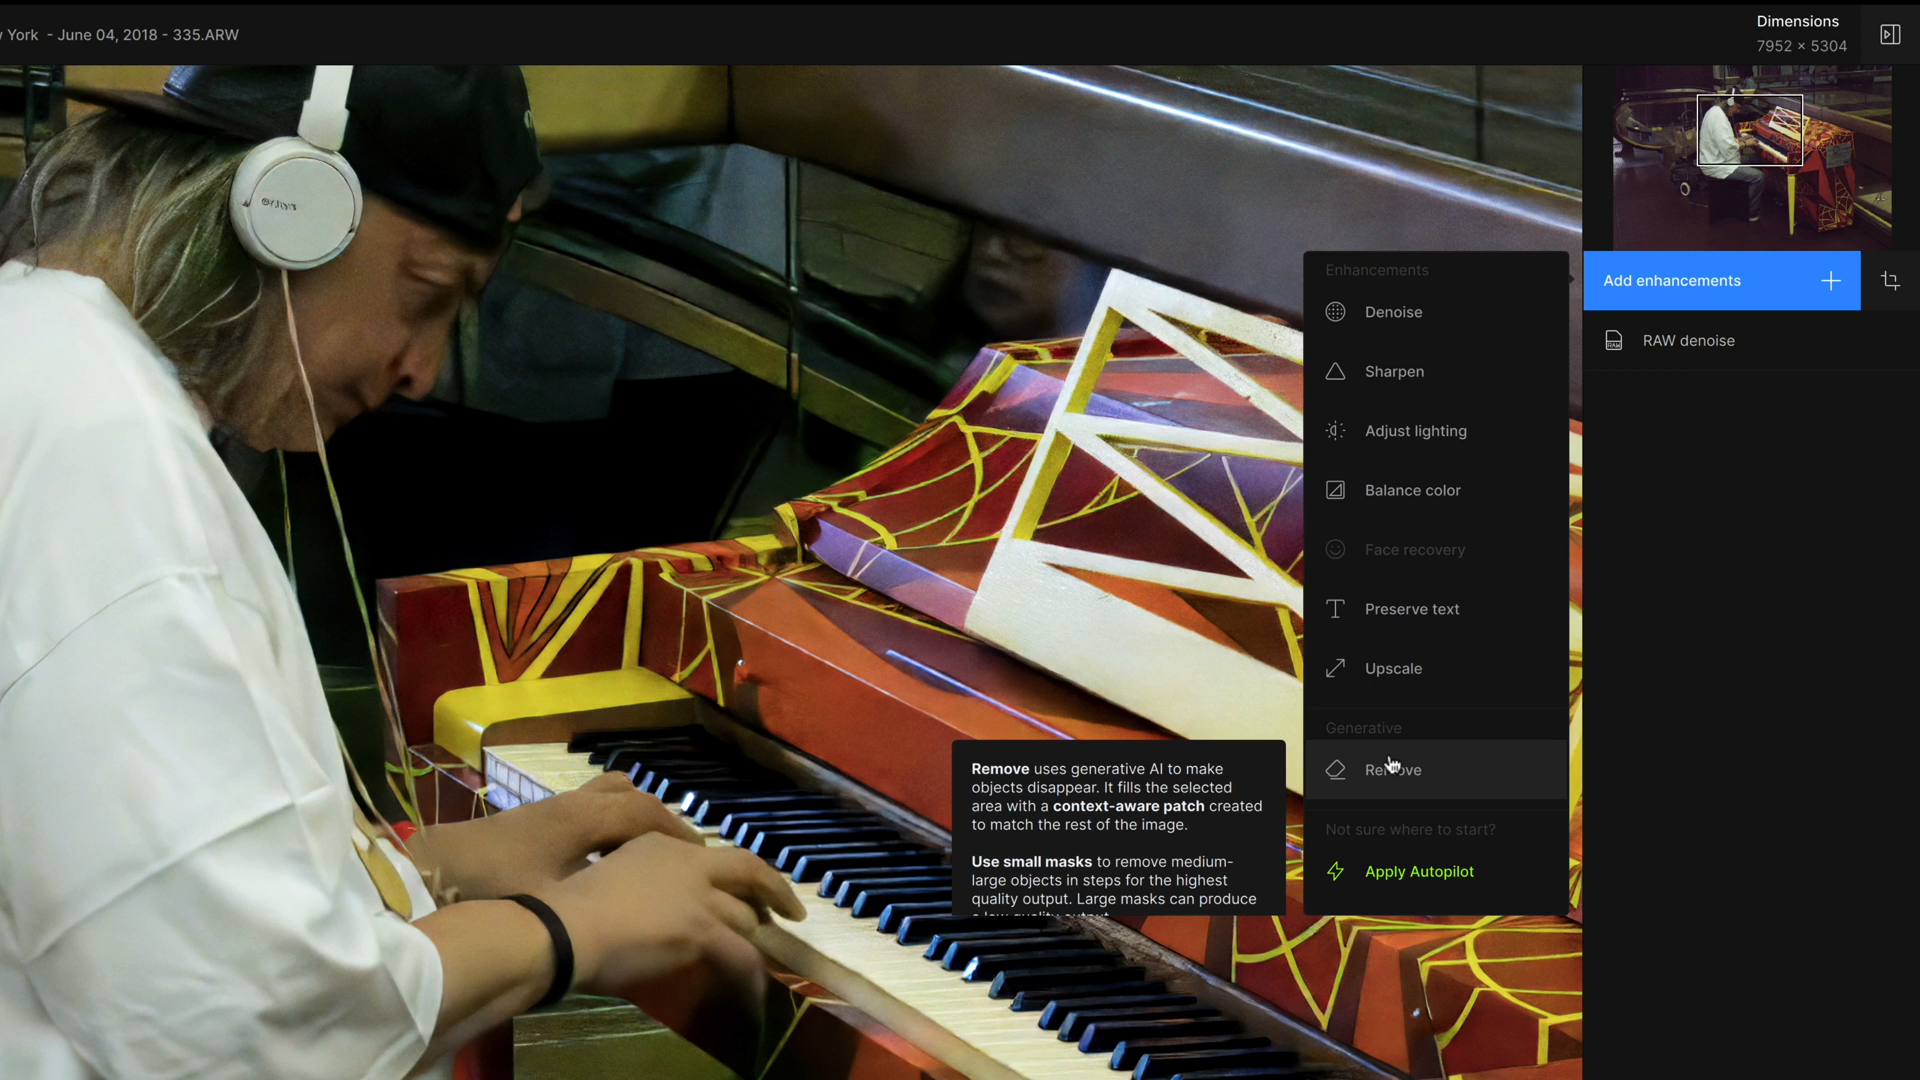 York - June 04, 2018 - 335.ARW
Dimensions
7952 × 5304
Add enhancements
RAW denoise
Enhancements
Denoise
Sharpen
Adjust lighting
Balance color
Face recovery
Preserve text
Upscale
Generative
Remove
Not sure where to start?
Apply Autopilot
Remove uses generative AI to make
objects disappear. It fills the selected
area with a context-aware patch created
to match the rest of the image.
Use small masks to remove medium-
large objects in steps for the highest
quality output. Large masks can produce